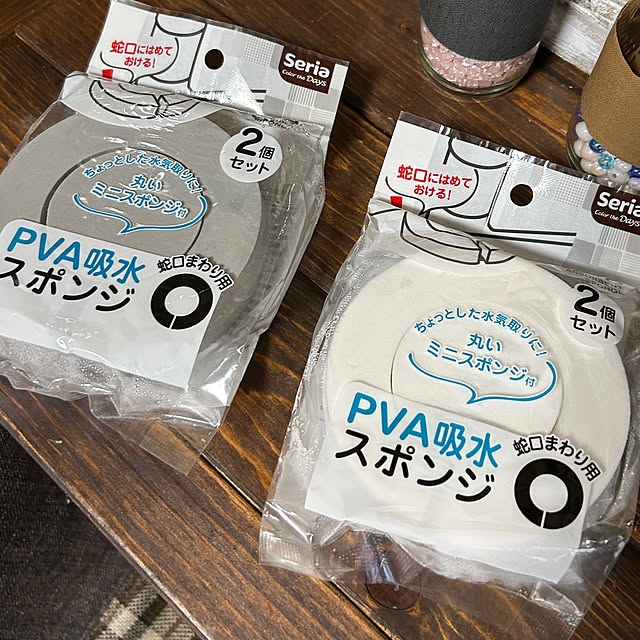 蛇口にはめて
おける!
Seria
Color the Days
2個
セット
ちょっとした水気取りに!
丸い
ミニスポンジ付
PVA吸水
スポンジ
蛇口まわり用
蛇口にはめて
おける!
Seria
Color the Days
2個
セット
ちょっとした水気取りに!
丸い
ミニスポンジ付
PVA吸水
スポンジ
蛇口まわり用